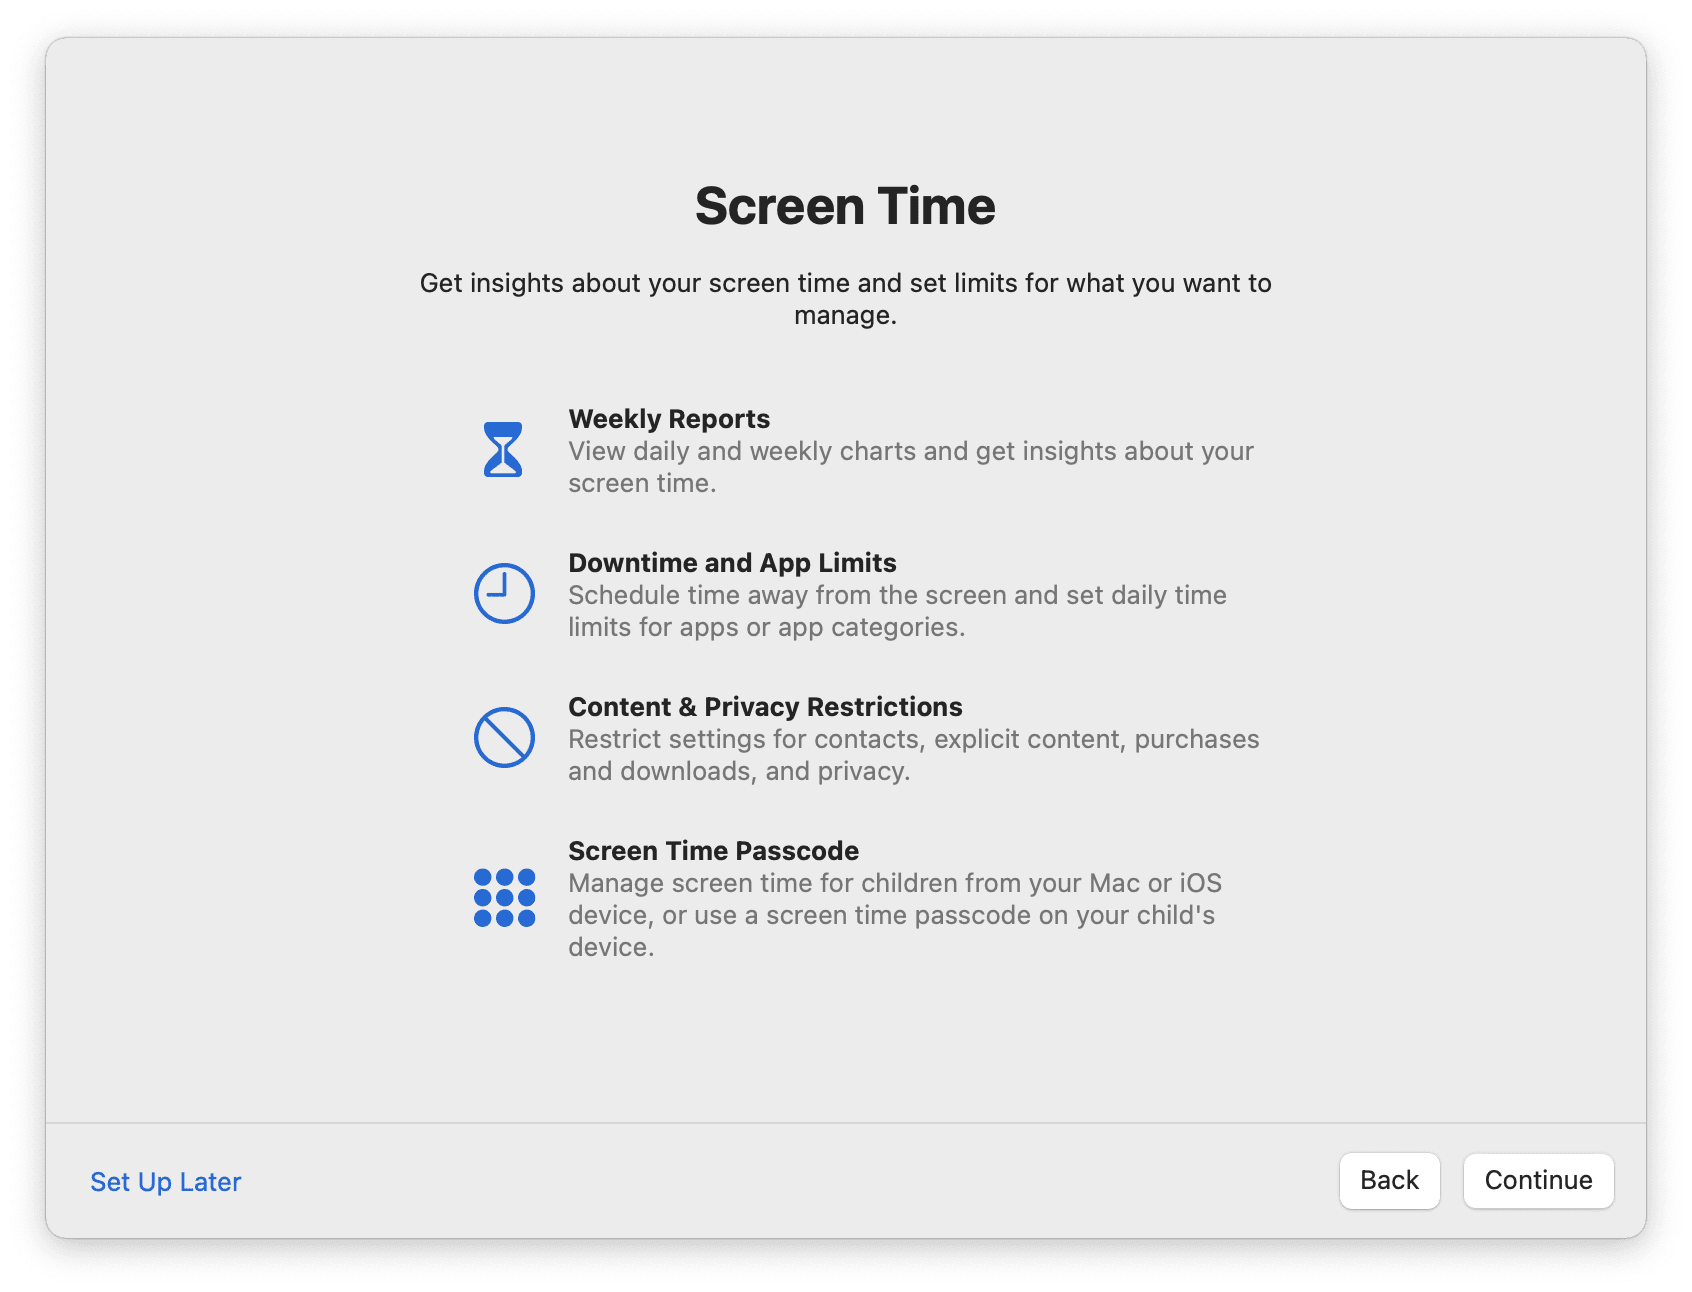 Screen Time
Get insights about your screen time and set limits for what you want to
manage.
Weekly Reports
View daily and weekly charts and get insights about your
screen time.
Downtime and App Limits
Schedule time away from the screen and set daily time
limits for apps or app categories.
Content & Privacy Restrictions
Restrict settings for contacts, explicit content, purchases
and downloads, and privacy.
Screen Time Passcode
Manage screen time for children from your Mac or iOS
device, or use a screen time passcode on your child's
device.
Set Up Later
Back
Continue